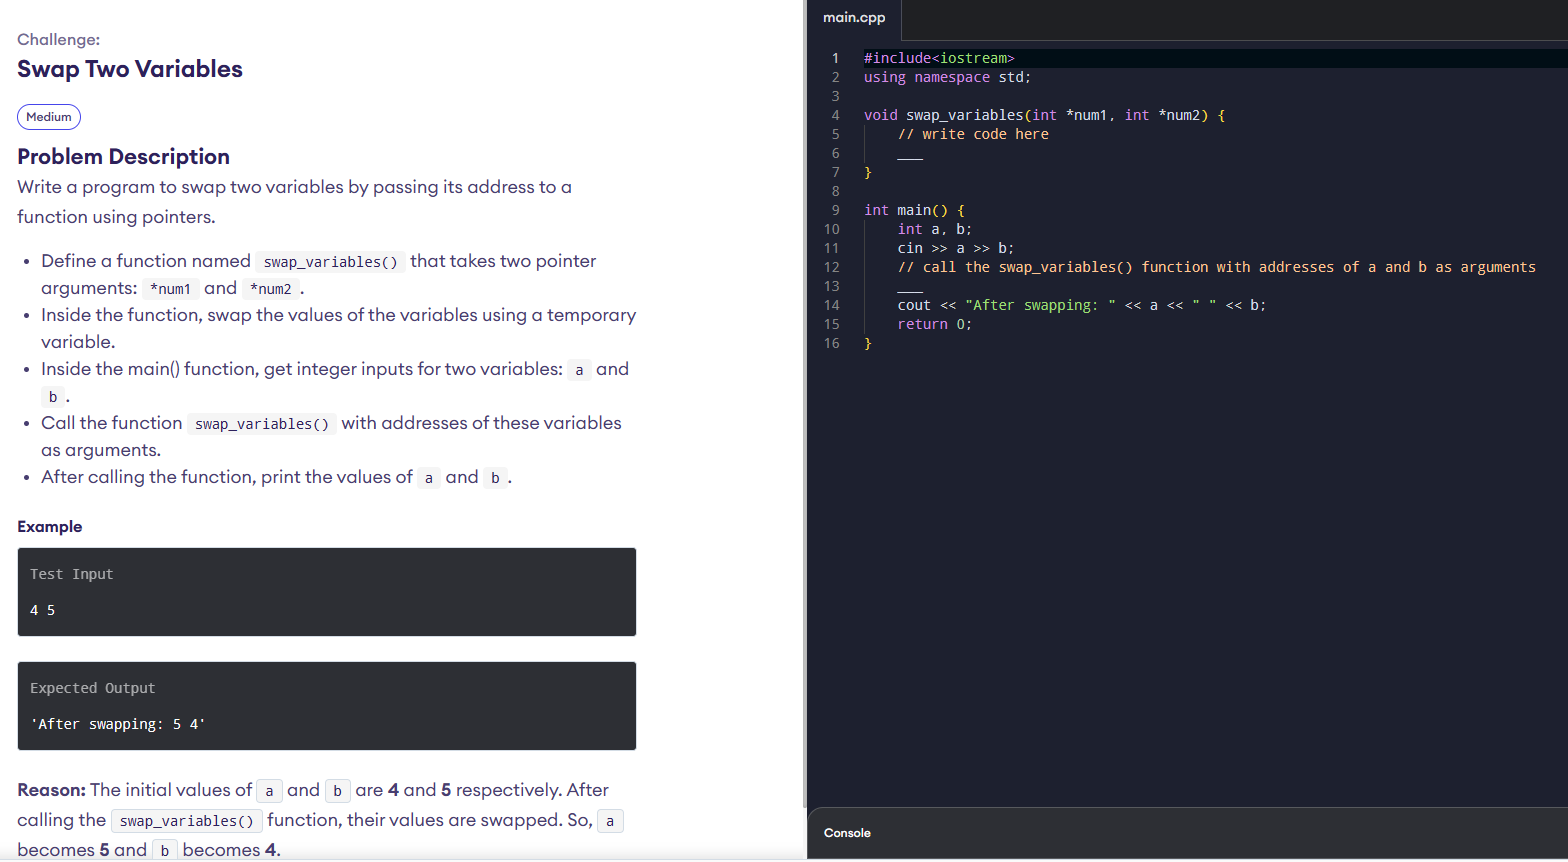 Challenge:
Swap Two Variables
Medium
Problem Description
Write a program to swap two variables by passing its address to a
function using pointers.
• Define a function named swap_variables() that takes two pointer
arguments: *num1 and *num2 .
• Inside the function, swap the values of the variables using a temporary
variable.
• Inside the main() function, get integer inputs for two variables: a and
b .
• Call the function swap_variables() with addresses of these variables
as arguments.
• After calling the function, print the values of a and b .
Example
Test Input
4 5
Expected Output
'After swapping: 5 4'
Reason: The initial values of a and b are 4 and 5 respectively. After
calling the swap_variables() function, their values are swapped. So, a
becomes 5 and b becomes 4.
main.cpp
1 #include<iostream>
2 using namespace std;
3
4 void swap_variables(int *num1, int *num2) {
5     // write code here
6     ___
7 }
8
9 int main() {
10     int a, b;
11     cin >> a >> b;
12     // call the swap_variables() function with addresses of a and b as arguments
13     ___
14     cout << "After swapping: " << a << " " << b;
15     return 0;
16 }
Console